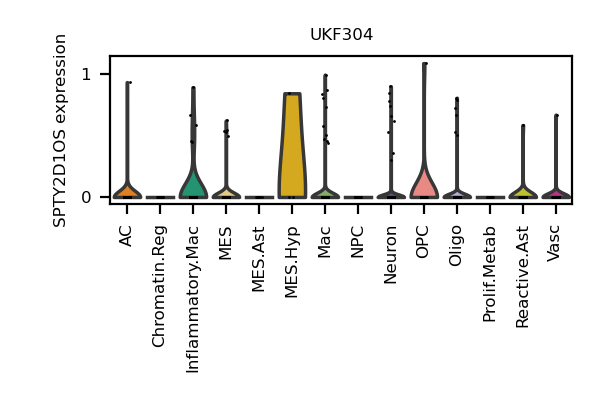 UKF304
SPTY2D1OS expression
1
0
AC
Chromatin.Reg
Inflammatory.Mac
MES
MES.Ast
MES.Hyp
Mac
NPC
Neuron
OPC
Oligo
Prolif.Metab
Reactive.Ast
Vasc